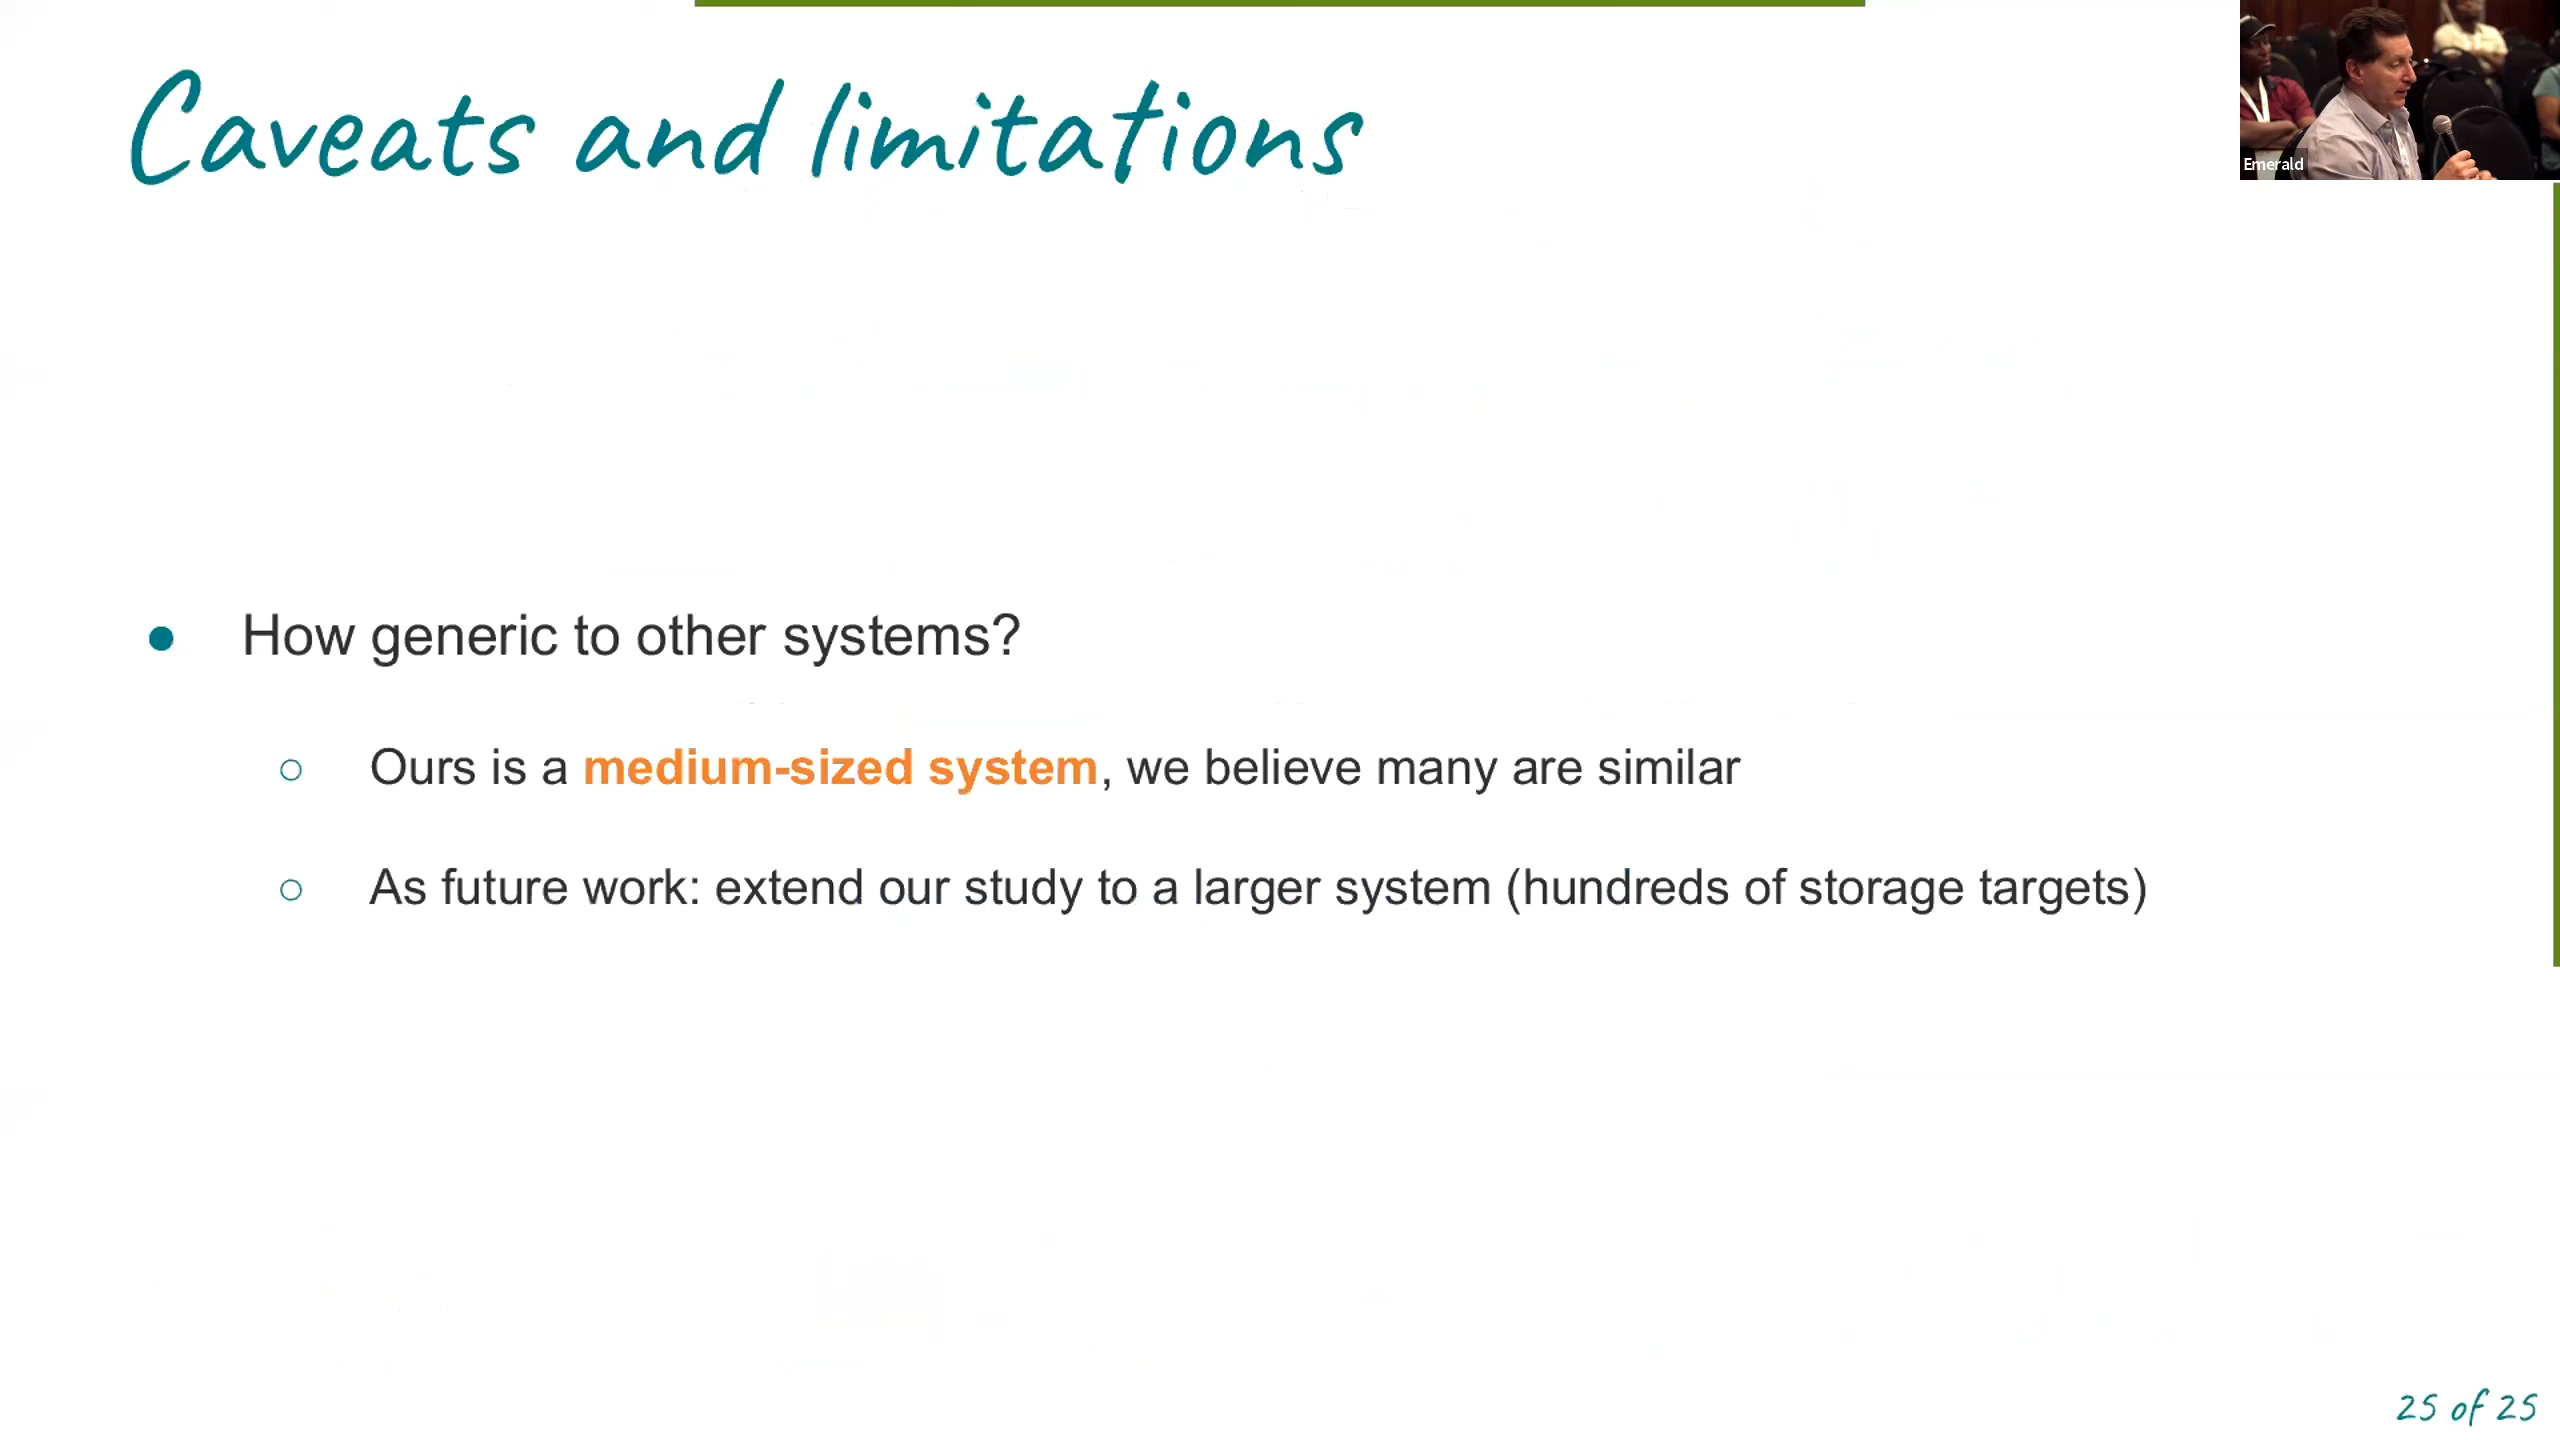 Caveats and limitations
Emerald
How generic to other systems?
Ours is a medium-sized system, we believe many are similar
As future work: extend our study to a larger system (hundreds of storage targets)
25 of 25